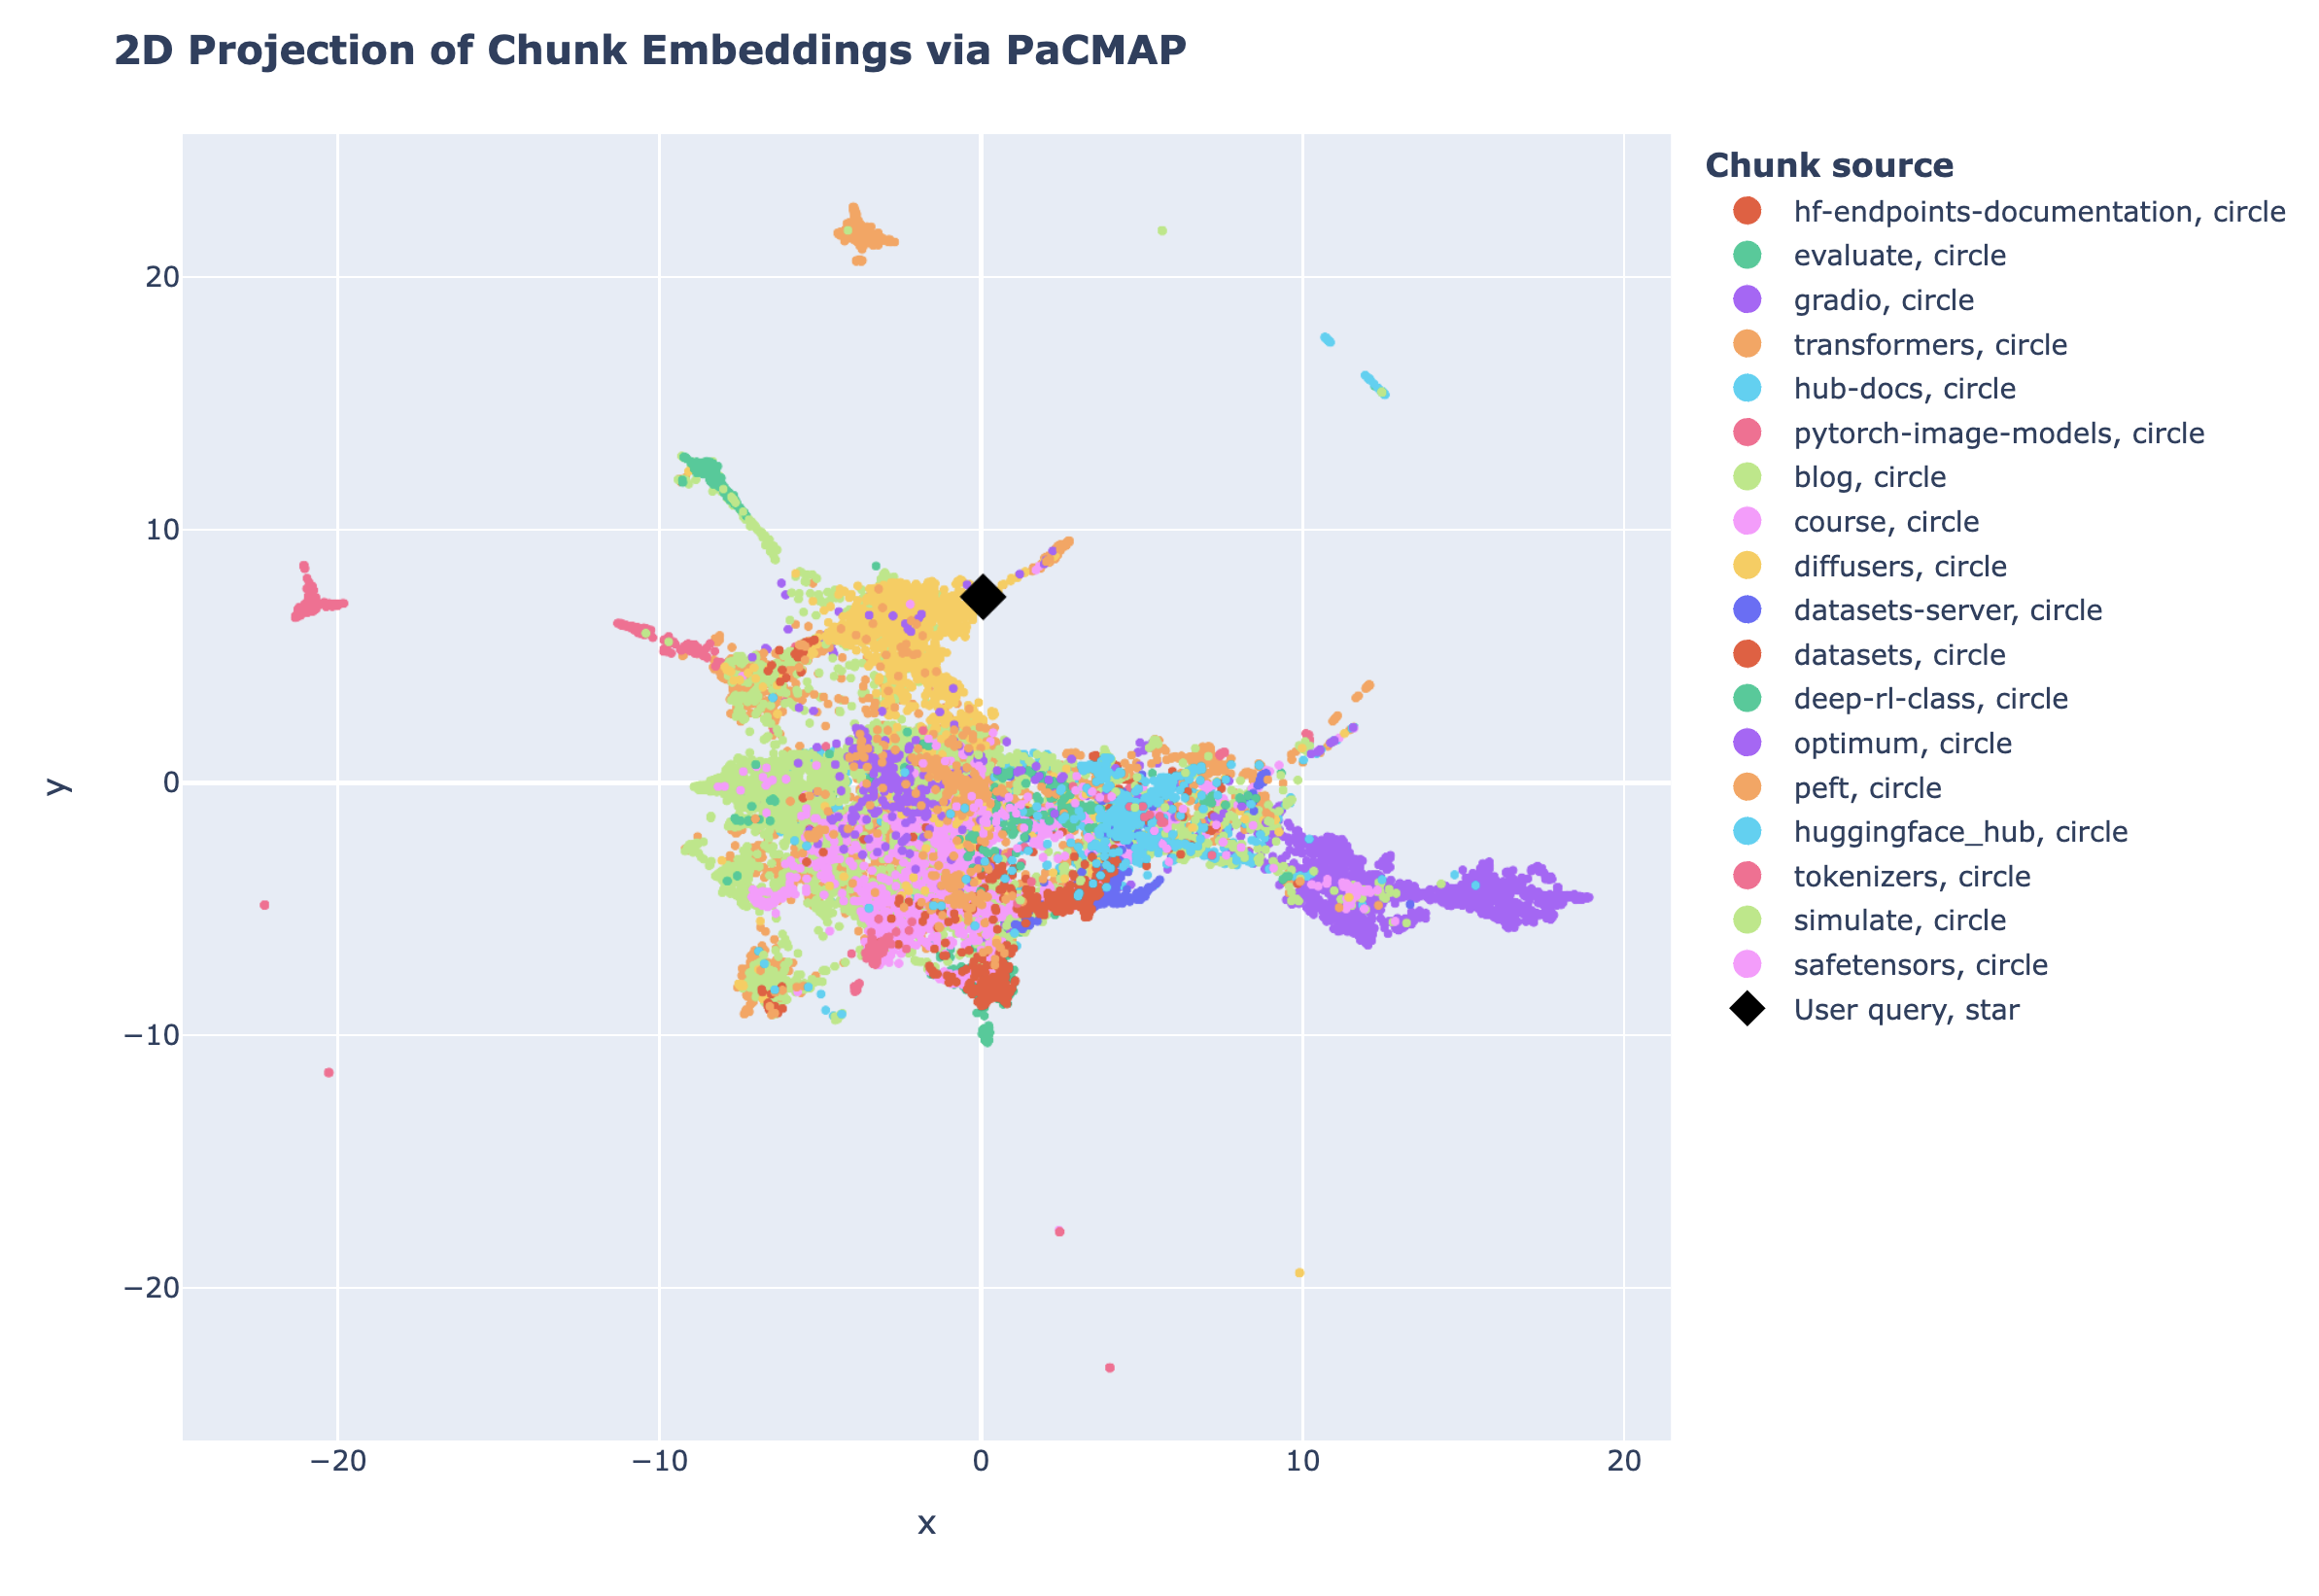 2D Projection of Chunk Embeddings via PaCMAP
Chunk source
hf-endpoints-documentation, circle
evaluate, circle
gradio, circle
transformers, circle
hub-docs, circle
pytorch-image-models, circle
blog, circle
course, circle
diffusers, circle
datasets-server, circle
datasets, circle
deep-rl-class, circle
optimum, circle
peft, circle
huggingface_hub, circle
tokenizers, circle
simulate, circle
safetensors, circle
User query, star
20
10
0
−10
−20
y
−20
−10
0
10
20
x